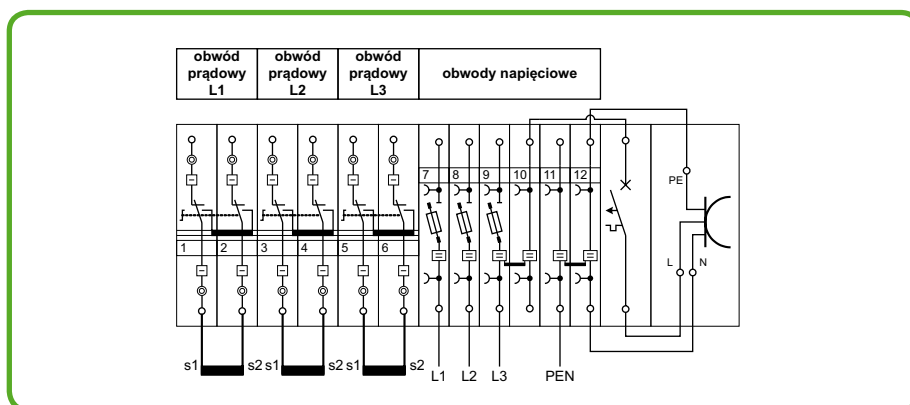 obwód prądowy L1
obwód prądowy L2
obwód prądowy L3
obwody napięciowe
7 8 9 10 11 12
PE
1 2 3 4 5 6
L N
s1 s2 s1 s2 s1 s2
L1 L2 L3 PEN